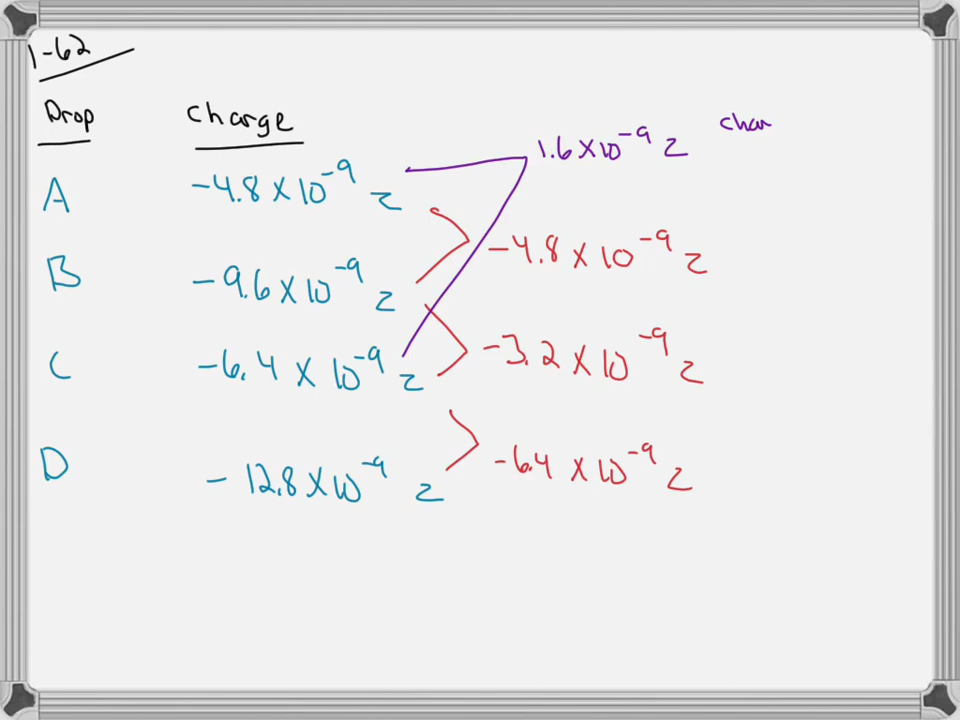 1-62
Drop Charge
1.6 X 10^-9 z char
A -4.8 X 10^-9 z
-4.8 X 10^-9 z
B -9.6 X 10^-9 z
-3.2 X 10^-9 z
C -6.4 X 10^-9 z
-6.4 X 10^-9 z
D -12.8 X 10^-9 z